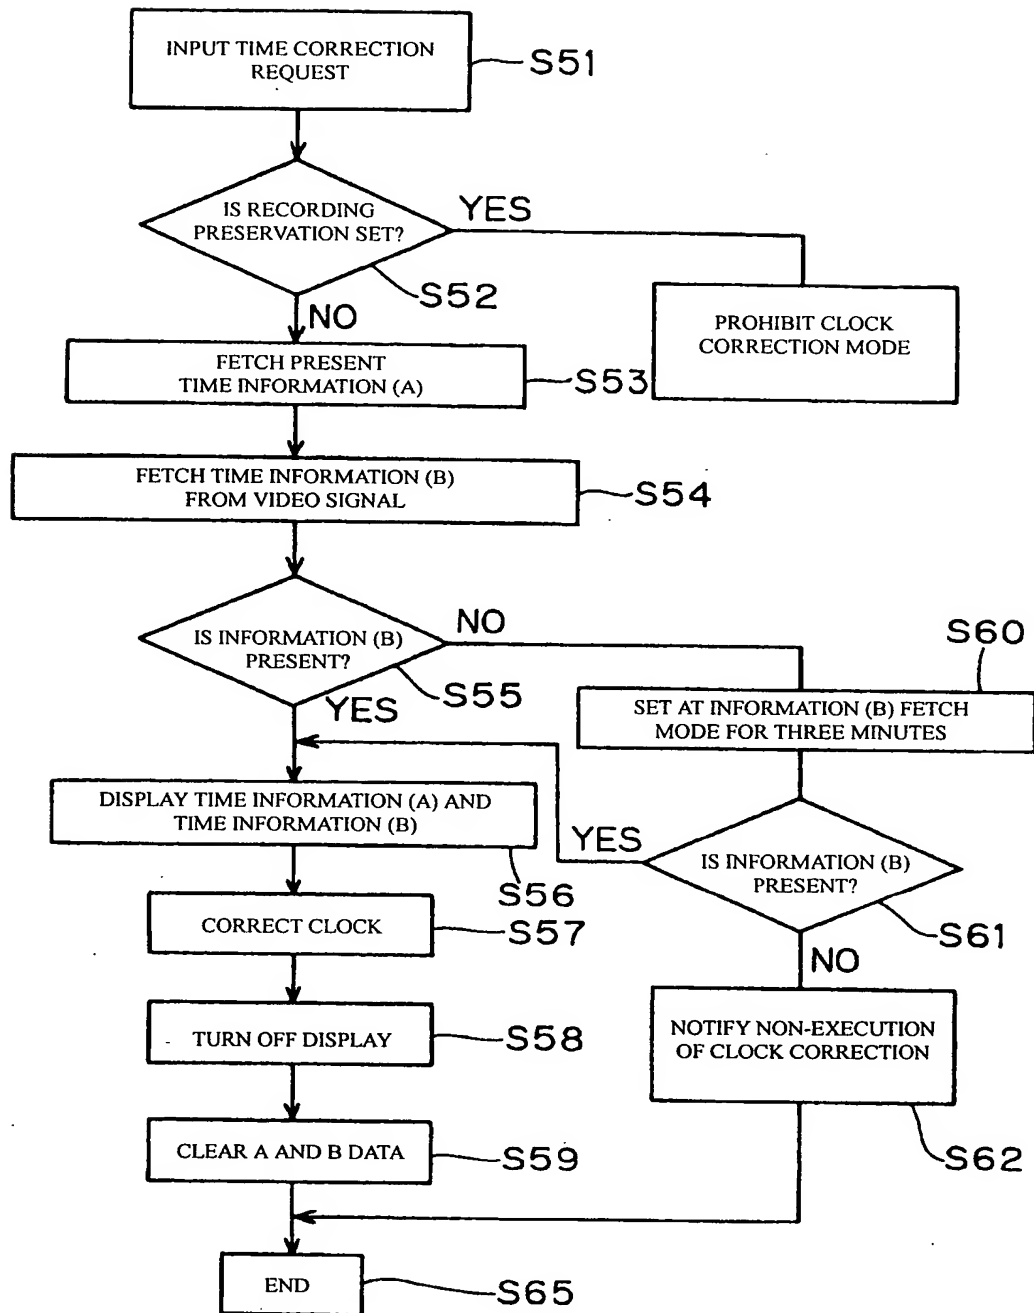 INPUT TIME CORRECTION
REQUEST
S51
IS RECORDING
PRESERVATION SET?
YES
S52
NO
PROHIBIT CLOCK
CORRECTION MODE
FETCH PRESENT
TIME INFORMATION (A)
S53
FETCH TIME INFORMATION (B)
FROM VIDEO SIGNAL
S54
IS INFORMATION (B)
PRESENT?
NO
S55
YES
S60
SET AT INFORMATION (B) FETCH
MODE FOR THREE MINUTES
DISPLAY TIME INFORMATION (A) AND
TIME INFORMATION (B)
S56
YES
IS INFORMATION (B)
PRESENT?
S61
NO
CORRECT CLOCK
S57
TURN OFF DISPLAY
S58
NOTIFY NON-EXECUTION
OF CLOCK CORRECTION
S62
CLEAR A AND B DATA
S59
END
S65